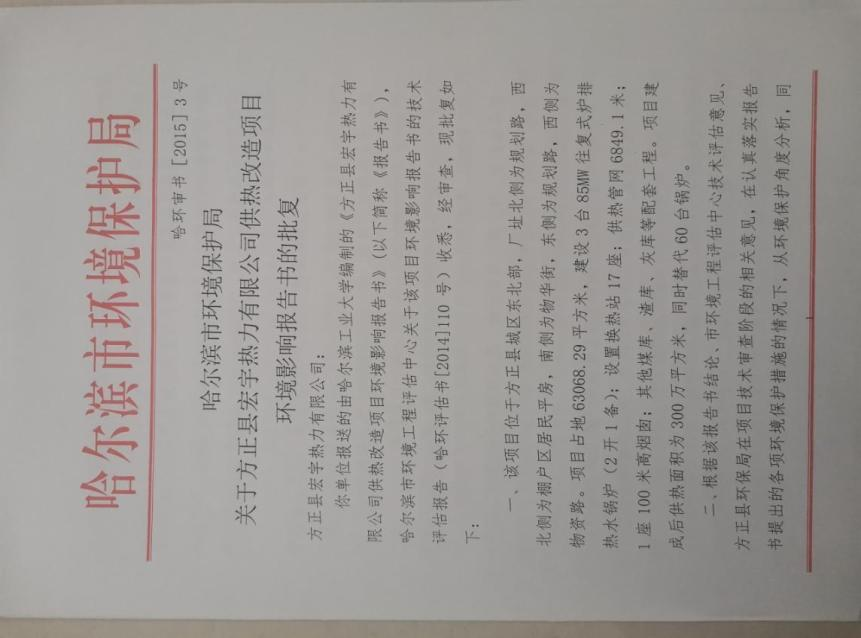 哈尔滨市环境保护局
哈环审书［2015］3号
哈尔滨市环境保护局
关于方正县宏宇热力有限公司供热改造项目
环境影响报告书的批复
方正县宏宇热力有限公司：
你单位报送的由哈尔滨工业大学编制的《方正县宏宇热力有
限公司供热改造项目环境影响报告书》（以下简称《报告书》），
哈尔滨市环境工程评估中心关于该项目环境影响报告书的技术
评估报告（哈环评估书[2014]110号）收悉，经审查，现批复如
下：
一、该项目位于方正县城区东北部，厂址北侧为规划路，西
北侧为棚户区居民平房，南侧为物华街，东侧为规划路，西侧为
物资路。项目占地63068.29平方米，建设3台85MW往复式炉排
热水锅炉（2开1备）；设置换热站17座；供热管网6849.1米；
1座100米高烟囱；其他煤库、渣库、灰库等配套工程。项目建
成后供热面积为300万平方米，同时替代60台锅炉。
二、根据该报告书结论、市环境工程评估中心技术评估意见、
方正县环保局在项目技术审查阶段的相关意见，在认真落实报告
书提出的各项环境保护措施的情况下，从环境保护角度分析，同